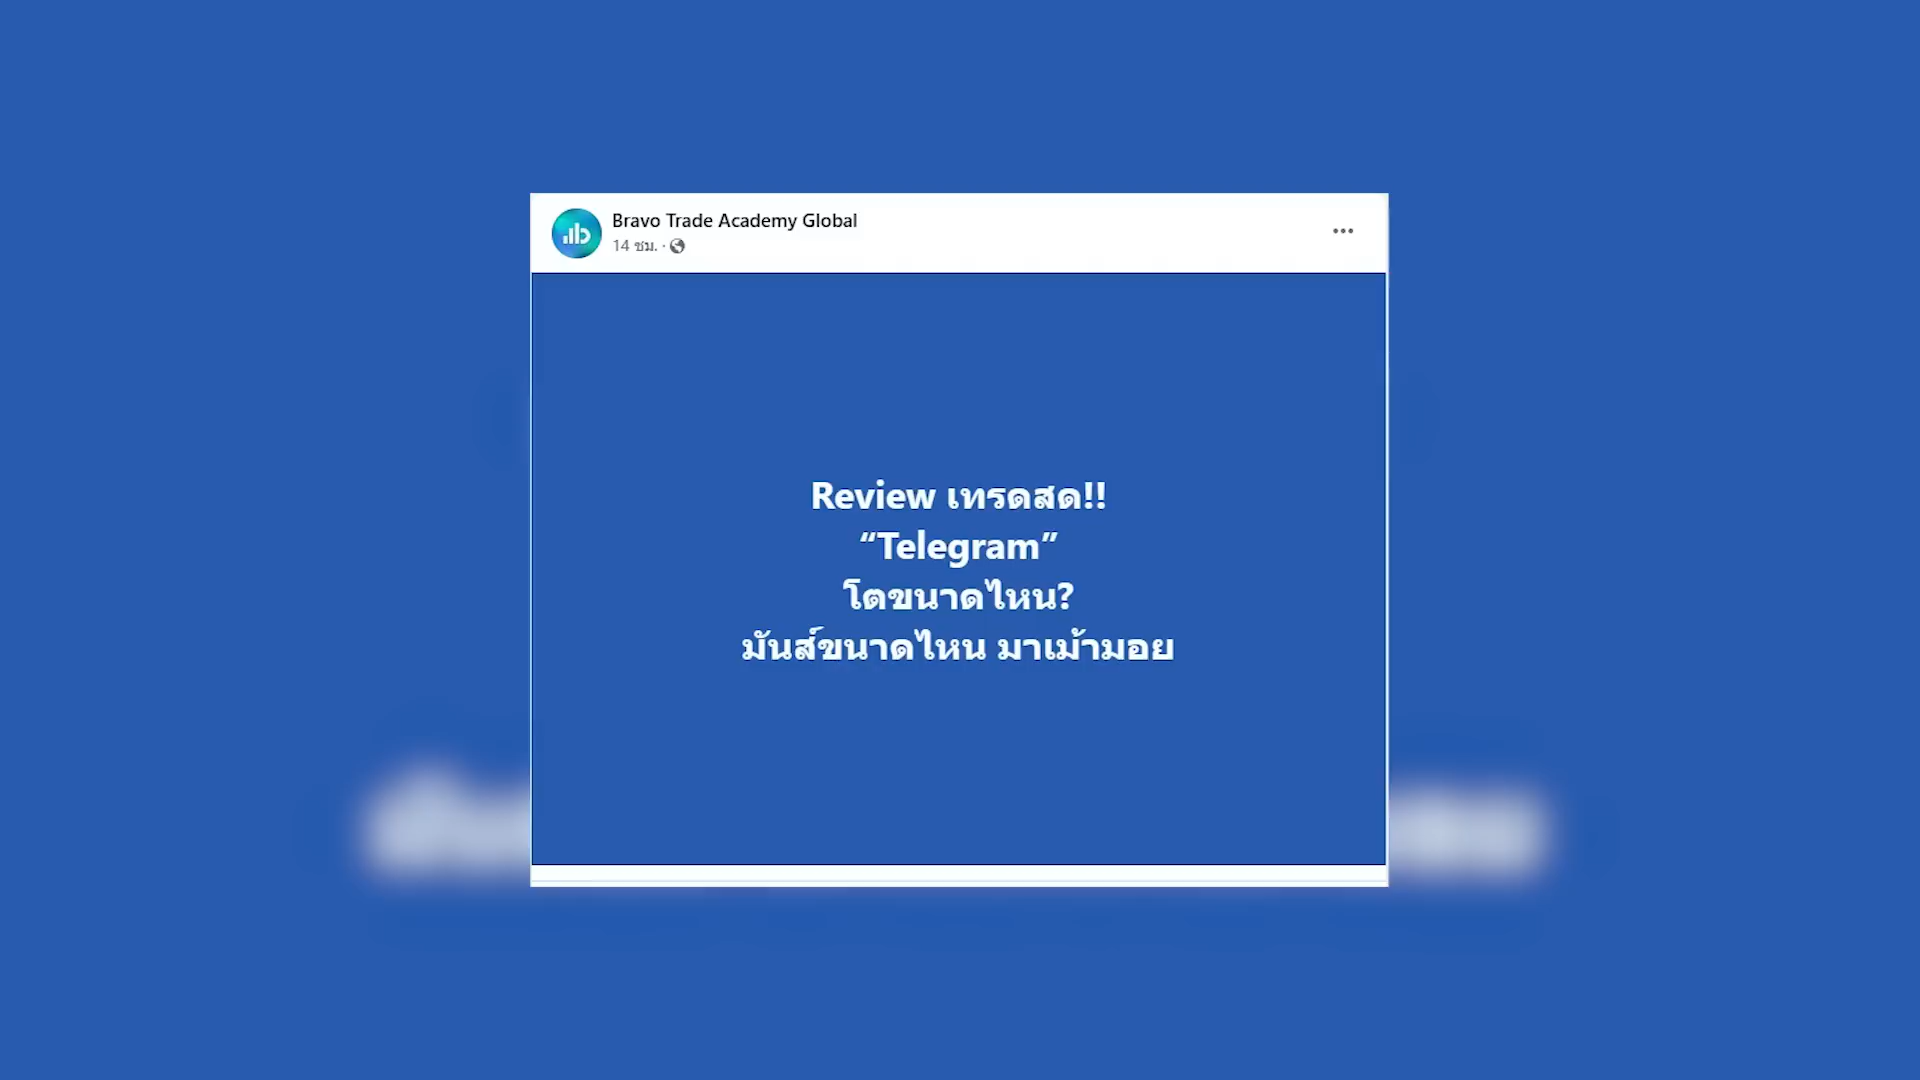 Bravo Trade Academy Global
14 ชม. ·
Review เทรดสด!!
“Telegram”
โตขนาดไหน?
มันส์ขนาดไหน มาเม้ามอย